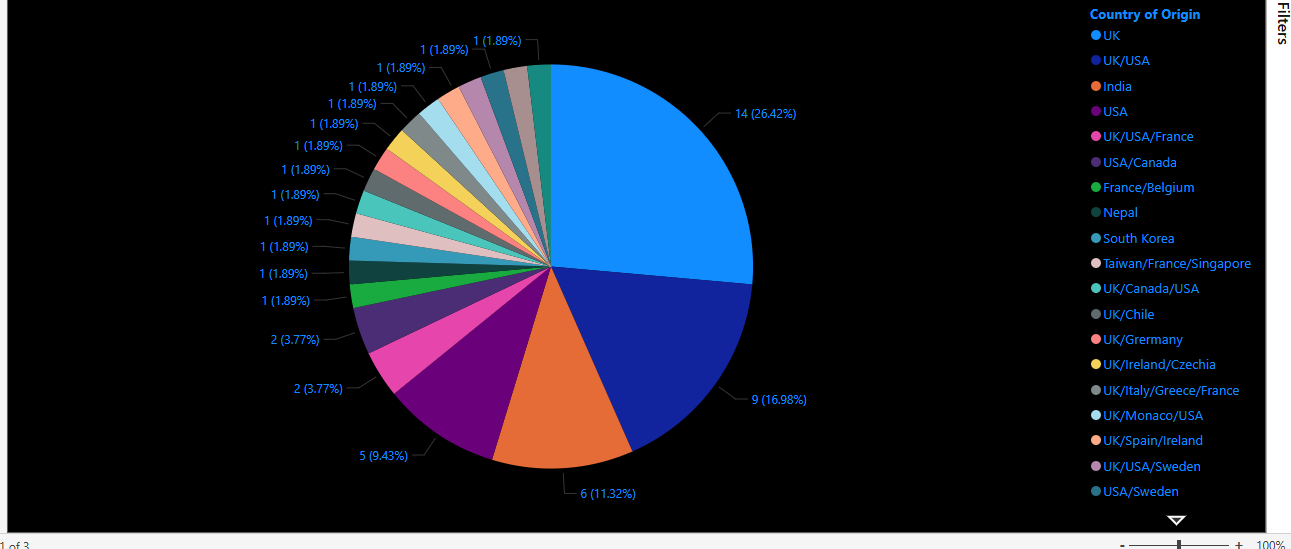 Country of Origin
UK
UK/USA
India
USA
UK/USA/France
USA/Canada
France/Belgium
Nepal
South Korea
Taiwan/France/Singapore
UK/Canada/USA
UK/Chile
UK/Grermany
UK/Ireland/Czechia
UK/Italy/Greece/France
UK/Monaco/USA
UK/Spain/Ireland
UK/USA/Sweden
USA/Sweden
14 (26.42%)
9 (16.98%)
6 (11.32%)
5 (9.43%)
2 (3.77%)
2 (3.77%)
1 (1.89%)
1 (1.89%)
1 (1.89%)
1 (1.89%)
1 (1.89%)
1 (1.89%)
1 (1.89%)
1 (1.89%)
1 (1.89%)
1 (1.89%)
1 (1.89%)
1 (1.89%)
1 (1.89%)
Filters
1 of 3
- + 100%